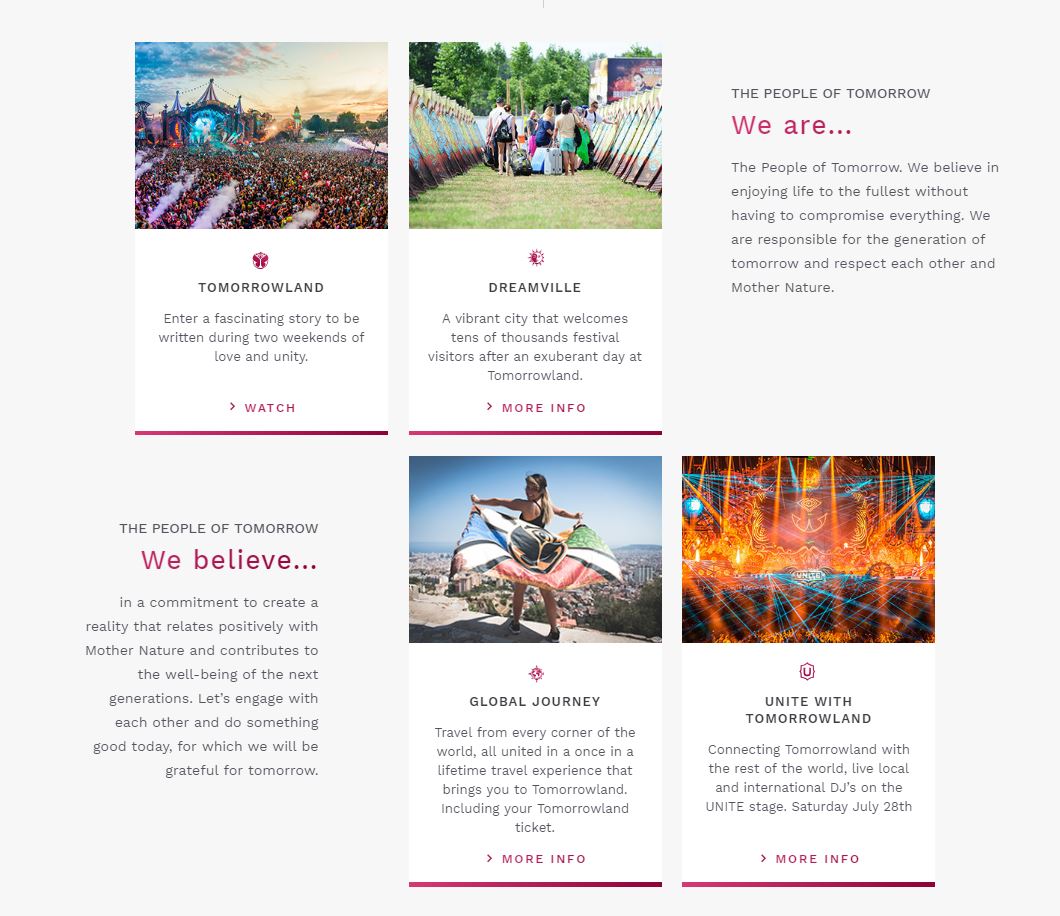 TOMORROWLAND
Enter a fascinating story to be
written during two weekends of
love and unity.
WATCH
DREAMVILLE
A vibrant city that welcomes
tens of thousands festival
visitors after an exuberant day at
Tomorrowland.
MORE INFO
THE PEOPLE OF TOMORROW
We are...
The People of Tomorrow. We believe in
enjoying life to the fullest without
having to compromise everything. We
are responsible for the generation of
tomorrow and respect each other and
Mother Nature.
THE PEOPLE OF TOMORROW
We believe...
in a commitment to create a
reality that relates positively with
Mother Nature and contributes to
the well-being of the next
generations. Let's engage with
each other and do something
good today, for which we will be
grateful for tomorrow.
GLOBAL JOURNEY
Travel from every corner of the
world, all united in a once in a
lifetime travel experience that
brings you to Tomorrowland.
Including your Tomorrowland
ticket.
MORE INFO
UNITE
U
UNITE WITH
TOMORROWLAND
Connecting Tomorrowland with
the rest of the world, live local
and international DJ's on the
UNITE stage. Saturday July 28th
MORE INFO